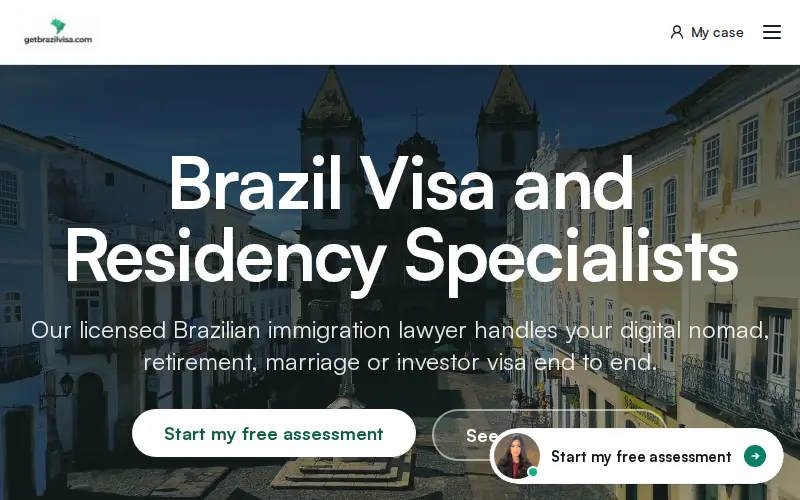 getbrazilvisa.com
My case
Brazil Visa and
Residency Specialists
Our licensed Brazilian immigration lawyer handles your digital nomad,
retirement, marriage or investor visa end to end.
Start my free assessment
See
Start my free assessment